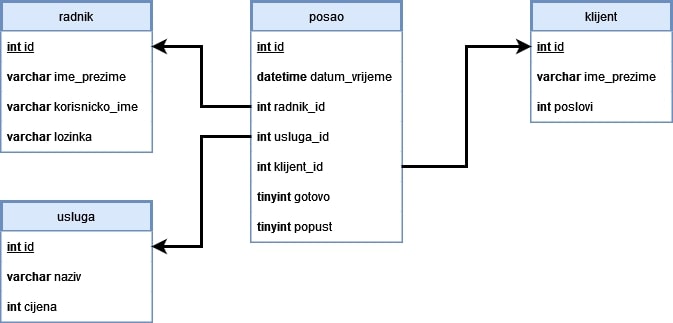 radnik
int id
varchar ime_prezime
varchar korisnicko_ime
varchar lozinka
posao
int id
datetime datum_vrijeme
int radnik_id
int usluga_id
int klijent_id
tinyint gotovo
tinyint popust
klijent
int id
varchar ime_prezime
int poslovi
usluga
int id
varchar naziv
int cijena